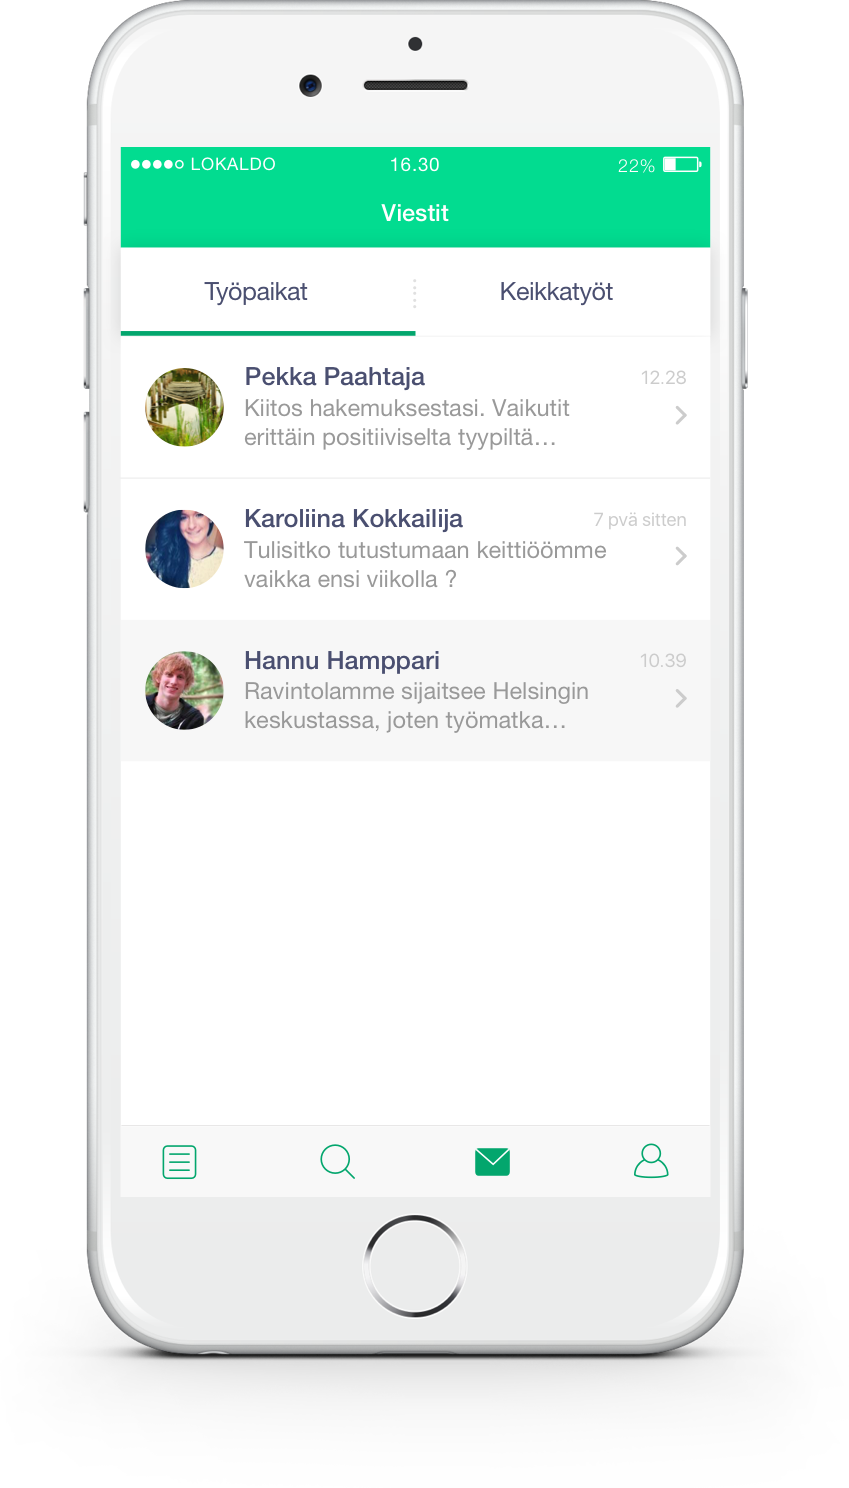 LOKALDO 16.30 22%
Viestit
Työpaikat Keikkatyöt
Pekka Paahtaja 12.28
Kiitos hakemuksestasi. Vaikutit
erittäin positiiviselta tyypiltä…
Karoliina Kokkailija 7 pvä sitten
Tulisitko tutustumaan keittiöömme
vaikka ensi viikolla ?
Hannu Hamppari 10.39
Ravintolamme sijaitsee Helsingin
keskustassa, joten työmatka…